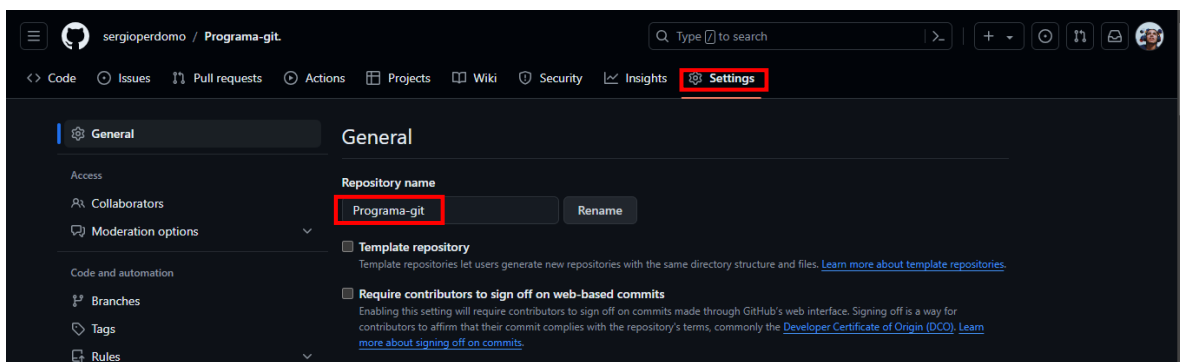 sergioperdomo / Programa-git.
Type / to search
Code Issues Pull requests Actions Projects Wiki Security Insights Settings
General
Access
Collaborators
Moderation options
Code and automation
Branches
Tags
Rules
General
Repository name
Programa-git Rename
Template repository
Template repositories let users generate new repositories with the same directory structure and files. Learn more about template repositories.
Require contributors to sign off on web-based commits
Enabling this setting will require contributors to sign off on commits made through GitHub's web interface. Signing off is a way for
contributors to affirm that their commit complies with the repository's terms, commonly the Developer Certificate of Origin (DCO). Learn
more about signing off on commits.